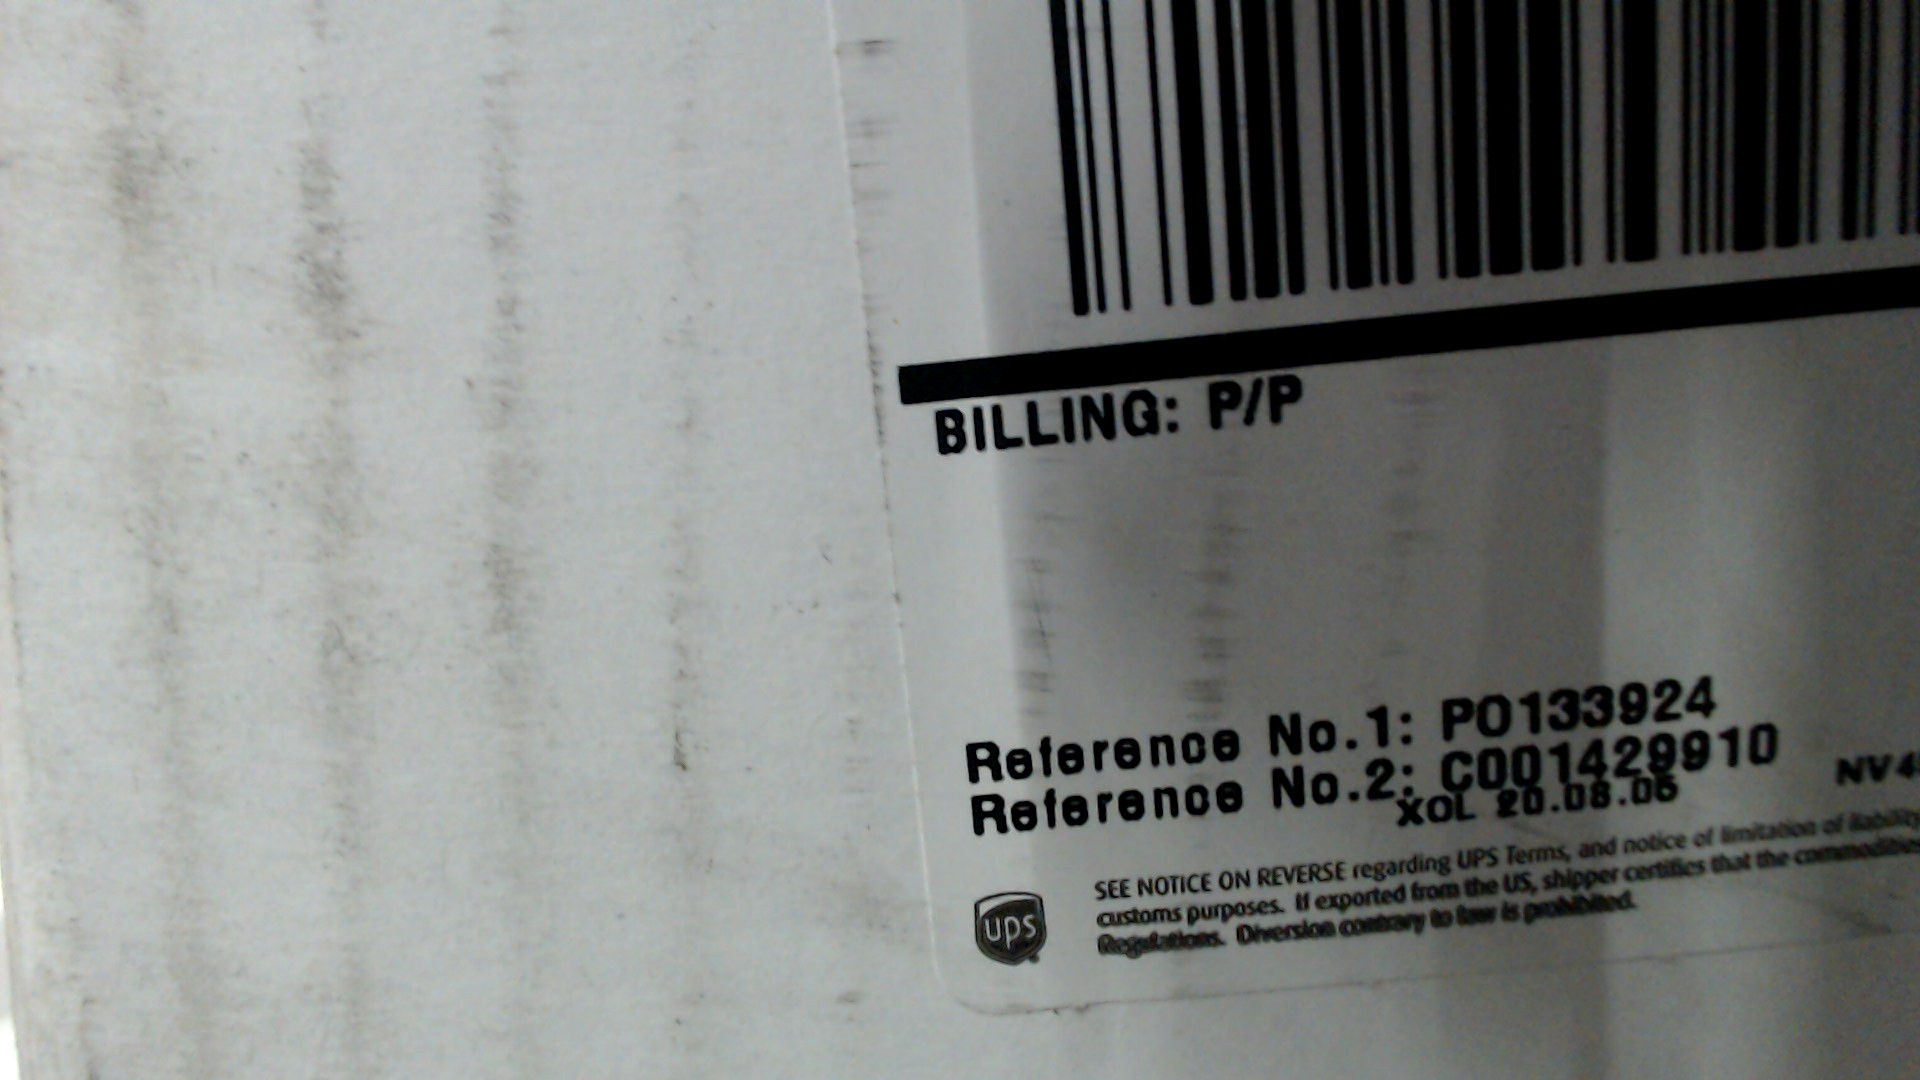 BILLING: P/P
Reference No.1: PO133924
Reference No.2: C001429910
XOL 20.08.06
NV4
ups
SEE NOTICE ON REVERSE regarding UPS Terms, and notice of limitation of liability
customs purposes. If exported from the US, shipper certifies that the commodities
Regulations. Diversion contrary to law is prohibited.